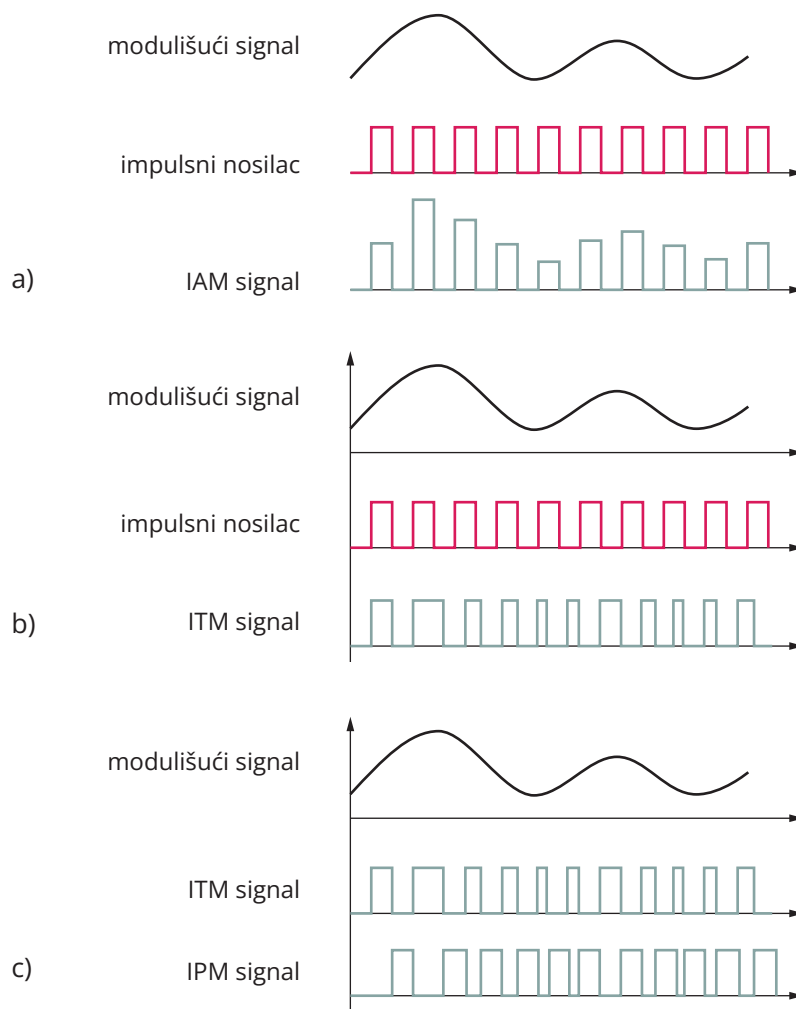 modulišući signal
impulsni nosilac
a)
IAM signal
modulišući signal
impulsni nosilac
b)
ITM signal
modulišući signal
ITM signal
c)
IPM signal